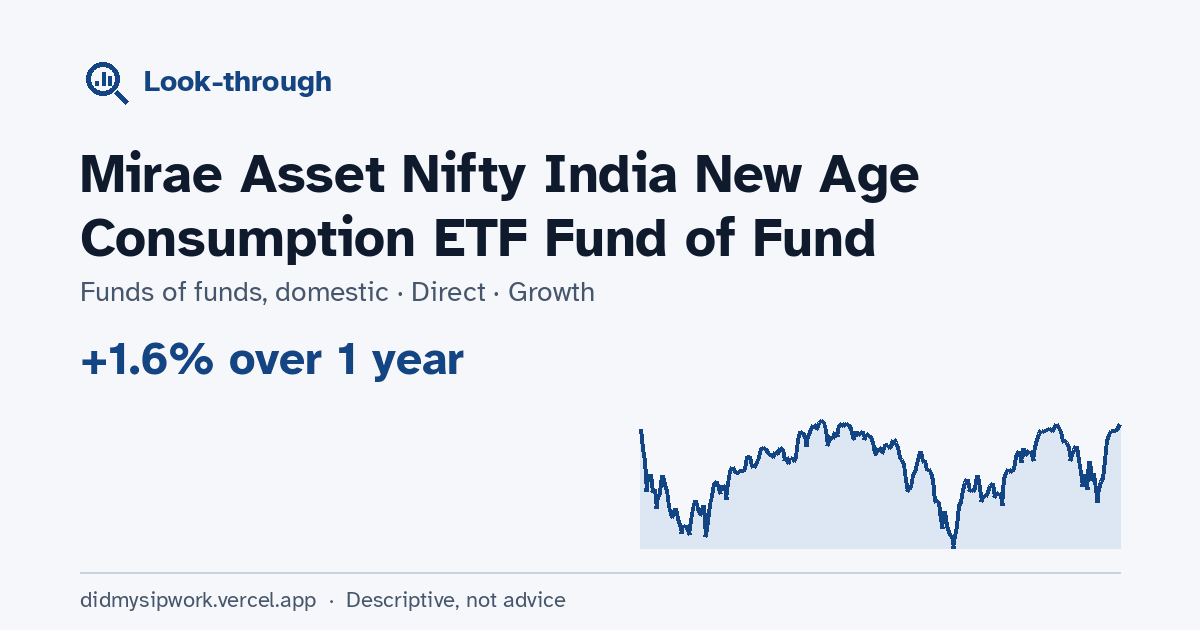 Look-through
Mirae Asset Nifty India New Age
Consumption ETF Fund of Fund
Funds of funds, domestic · Direct · Growth
+1.6% over 1 year
didmysipwork.vercel.app · Descriptive, not advice